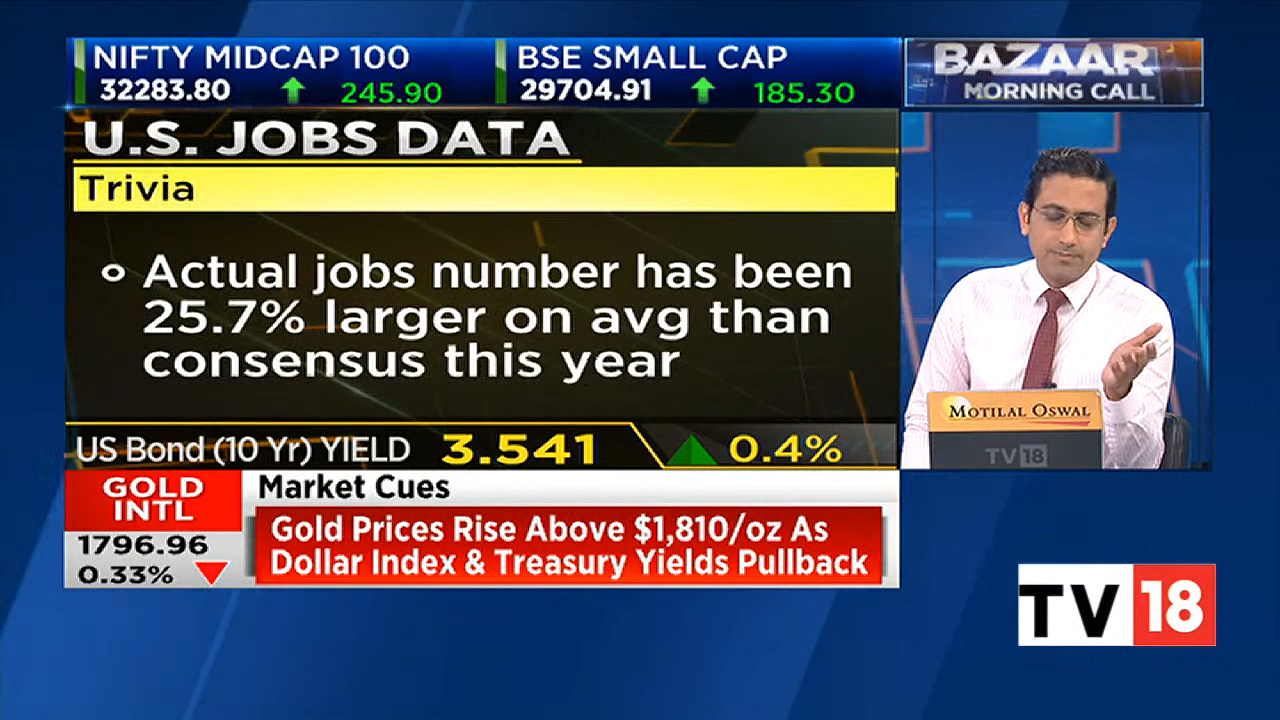 NIFTY MIDCAP 100
32283.80 245.90
BSE SMALL CAP
29704.91 185.30
BAZAAR
MORNING CALL
U.S. JOBS DATA
Trivia
Actual jobs number has been
25.7% larger on avg than
consensus this year
US Bond (10 Yr) YIELD 3.541 0.4%
MOTILAL OSWAL
TV18
GOLD
INTL
1796.96
0.33%
Market Cues
Gold Prices Rise Above $1,810/oz As
Dollar Index & Treasury Yields Pullback
TV18